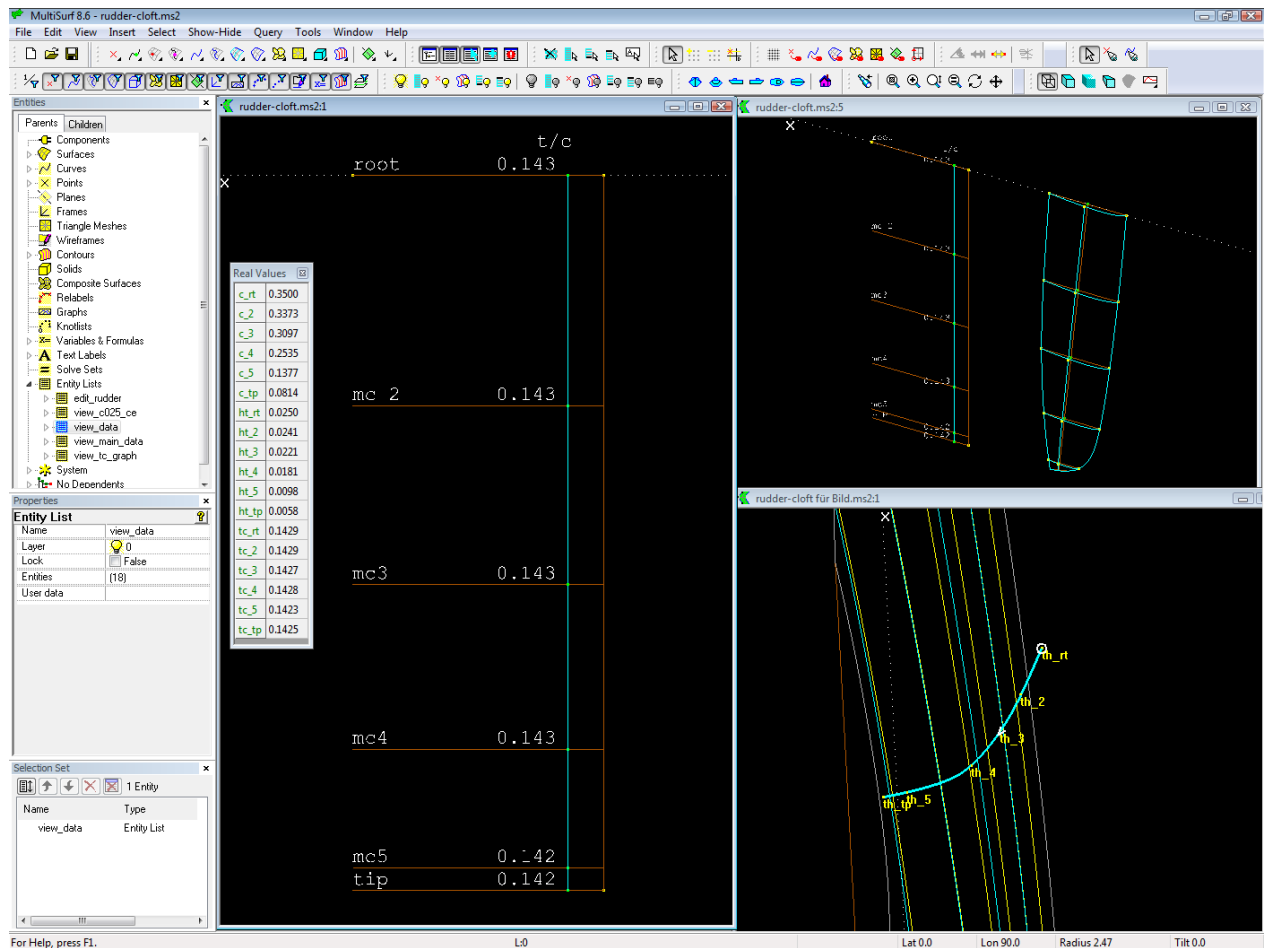 MultiSurf 8.6 - rudder-cloft.ms2
File Edit View Insert Select Show-Hide Query Tools Window Help
Entities
Parents Children
Components
Surfaces
Curves
Points
Planes
Frames
Triangle Meshes
Wireframes
Contours
Solids
Composite Surfaces
Relabels
Graphs
Knotlists
Variables & Formulas
Text Labels
Solve Sets
Entity Lists
edit_rudder
view_c025_ce
view_data
view_main_data
view_tc_graph
System
No Dependents
Properties
Entity List
Name view_data
Layer 0
Lock False
Entities (18)
User data
Selection Set
1 Entity
Name Type
view_data Entity List
rudder-cloft.ms2:1
t/c
root 0.143
X
mc 2 0.143
mc3 0.143
mc4 0.143
mc5 0.142
tip 0.142
Real Values
c_rt 0.3500
c_2 0.3373
c_3 0.3097
c_4 0.2535
c_5 0.1377
c_tp 0.0814
ht_rt 0.0250
ht_2 0.0241
ht_3 0.0221
ht_4 0.0181
ht_5 0.0098
ht_tp 0.0058
tc_rt 0.1429
tc_2 0.1429
tc_3 0.1427
tc_4 0.1428
tc_5 0.1423
tc_tp 0.1425
rudder-cloft.ms2:5
X
t/c
mc 2
mc3
mc4
rudder-cloft für Bild.ms2:1
X
th_rt
th_2
th_3
th_4
th_5
th_tp
For Help, press F1. L:0 Lat 0.0 Lon 90.0 Radius 2.47 Tilt 0.0